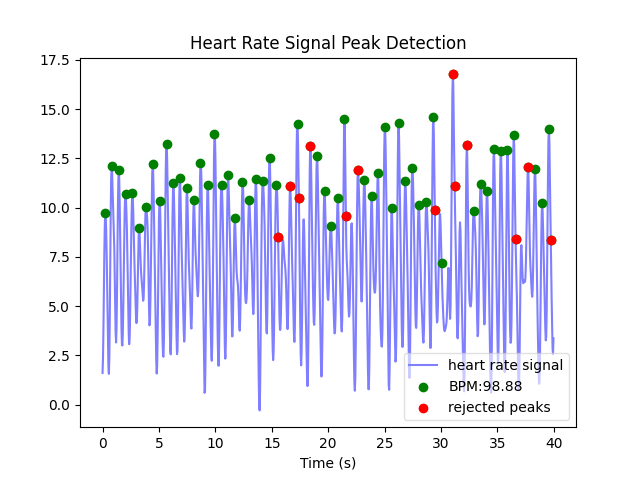 Heart Rate Signal Peak Detection
17.5
15.0
12.5
10.0
7.5
5.0
2.5
0.0
heart rate signal
BPM:98.88
rejected peaks
0 5 10 15 20 25 30 35 40
Time (s)